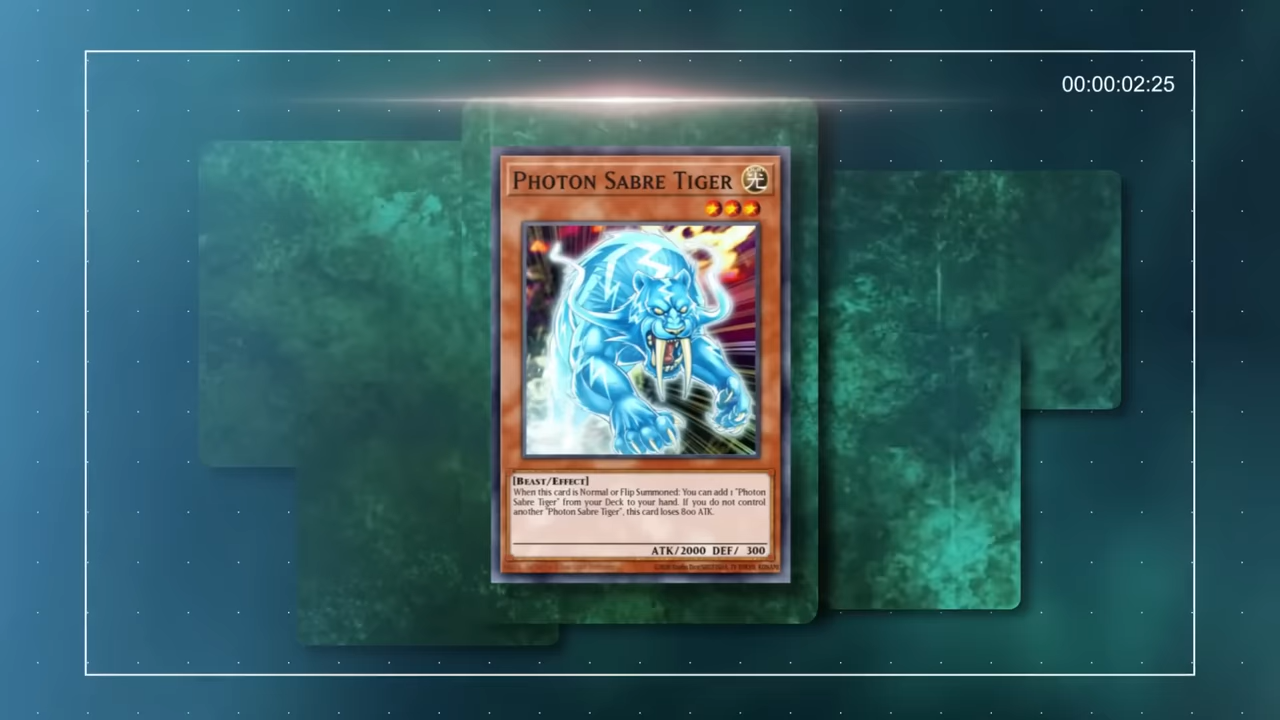 00:00:02:25
PHOTON SABRE TIGER 光
[BEAST/EFFECT]
When this card is Normal or Flip Summoned: You can add 1 "Photon
Sabre Tiger" from your Deck to your hand. If you do not control
another "Photon Sabre Tiger", this card loses 800 ATK.
ATK/2000 DEF/ 300